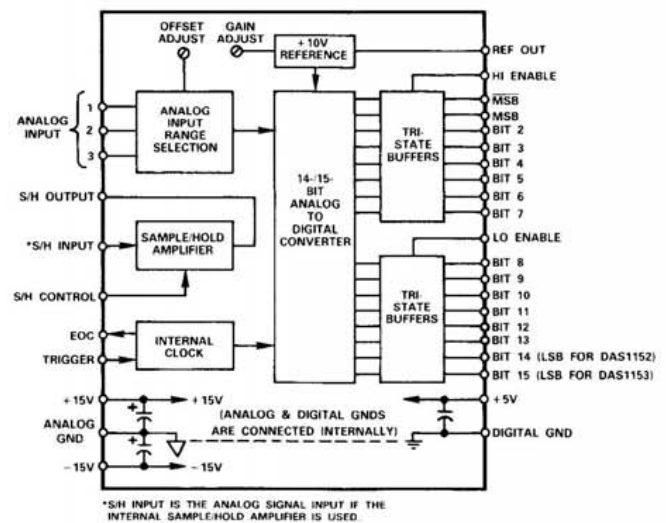 OFFSET
ADJUST
GAIN
ADJUST
+10V
REFERENCE
REF OUT
HI ENABLE
ANALOG
INPUT
1
2
3
ANALOG
INPUT
RANGE
SELECTION
14-/15-
BIT
ANALOG
TO
DIGITAL
CONVERTER
TRI-
STATE
BUFFERS
MSB
MSB
BIT 2
BIT 3
BIT 4
BIT 5
BIT 6
BIT 7
S/H OUTPUT
*S/H INPUT
S/H CONTROL
SAMPLE/HOLD
AMPLIFIER
LO ENABLE
TRI-
STATE
BUFFERS
BIT 8
BIT 9
BIT 10
BIT 11
BIT 12
BIT 13
BIT 14 (LSB FOR DAS1152)
BIT 15 (LSB FOR DAS1153)
EOC
TRIGGER
INTERNAL
CLOCK
+15V
+
+15V
ANALOG
GND
+
-15V
-15V
(ANALOG & DIGITAL GNDS
ARE CONNECTED INTERNALLY)
+5V
DIGITAL GND
*S/H INPUT IS THE ANALOG SIGNAL INPUT IF THE
INTERNAL SAMPLE/HOLD AMPLIFIER IS USED.